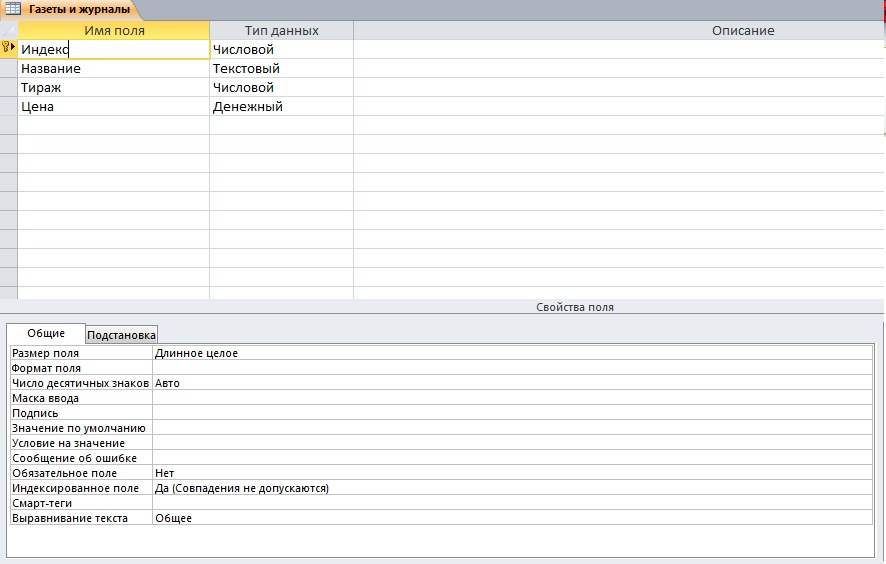 Газеты и журналы
Имя поля Тип данных Описание
Индекс Числовой
Название Текстовый
Тираж Числовой
Цена Денежный
Свойства поля
Общие Подстановка
Размер поля Длинное целое
Формат поля
Число десятичных знаков Авто
Маска ввода
Подпись
Значение по умолчанию
Условие на значение
Сообщение об ошибке
Обязательное поле Нет
Индексированное поле Да (Совпадения не допускаются)
Смарт-теги
Выравнивание текста Общее